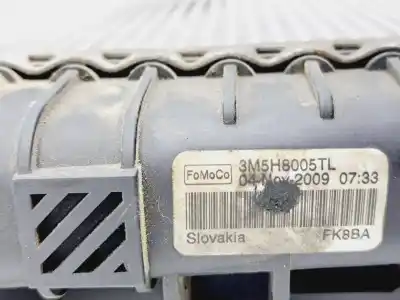 FoMoCo 3M5H8005TL
04-Nov-2009 07:33
Slovakia FK8BA